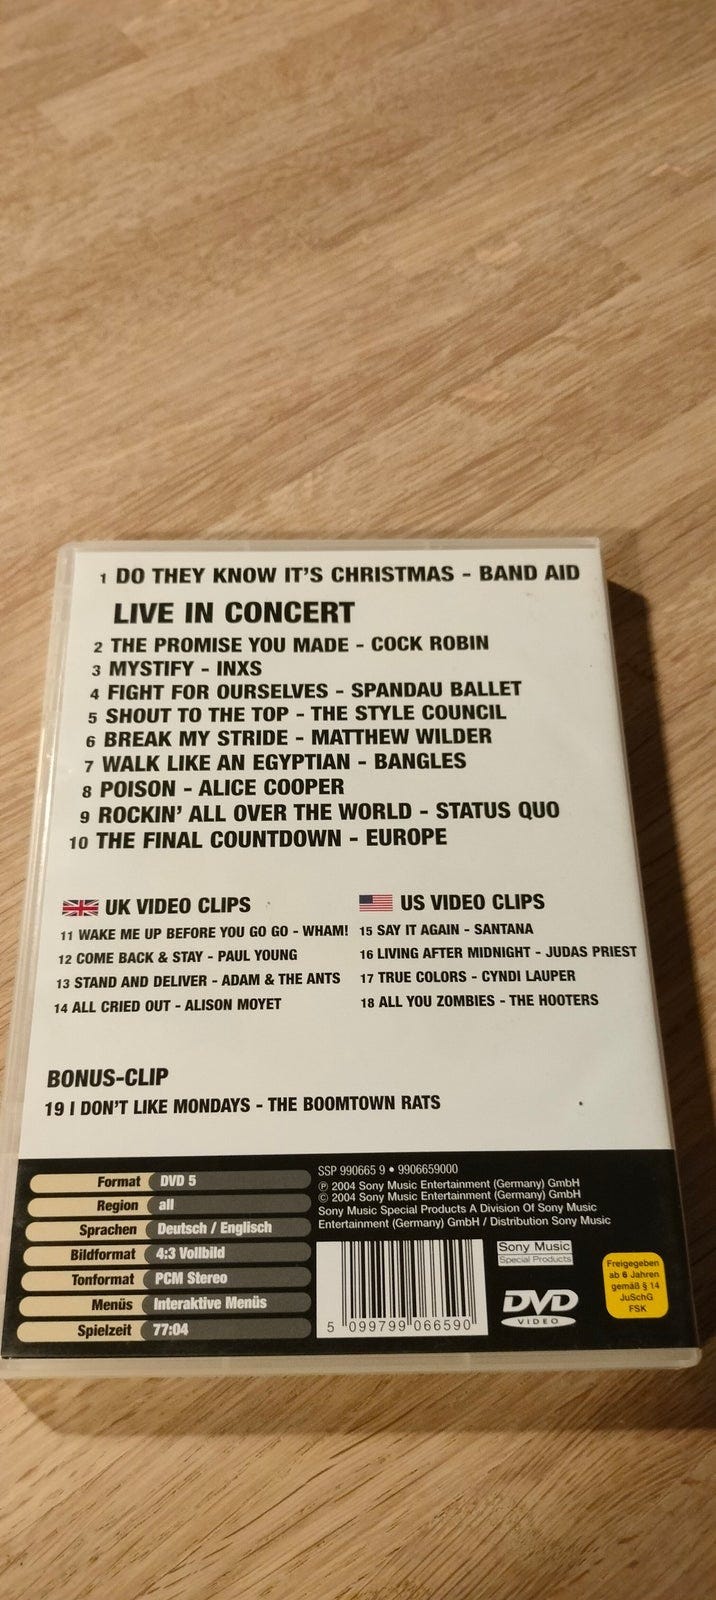 1 DO THEY KNOW IT'S CHRISTMAS - BAND AID
LIVE IN CONCERT
2 THE PROMISE YOU MADE - COCK ROBIN
3 MYSTIFY - INXS
4 FIGHT FOR OURSELVES - SPANDAU BALLET
5 SHOUT TO THE TOP - THE STYLE COUNCIL
6 BREAK MY STRIDE - MATTHEW WILDER
7 WALK LIKE AN EGYPTIAN - BANGLES
8 POISON - ALICE COOPER
9 ROCKIN' ALL OVER THE WORLD - STATUS QUO
10 THE FINAL COUNTDOWN - EUROPE
UK VIDEO CLIPS
11 WAKE ME UP BEFORE YOU GO GO - WHAM!
12 COME BACK & STAY - PAUL YOUNG
13 STAND AND DELIVER - ADAM & THE ANTS
14 ALL CRIED OUT - ALISON MOYET
US VIDEO CLIPS
15 SAY IT AGAIN - SANTANA
16 LIVING AFTER MIDNIGHT - JUDAS PRIEST
17 TRUE COLORS - CYNDI LAUPER
18 ALL YOU ZOMBIES - THE HOOTERS
BONUS-CLIP
19 I DON'T LIKE MONDAYS - THE BOOMTOWN RATS
Format DVD 5
Region all
Sprachen Deutsch / Englisch
Bildformat 4:3 Vollbild
Tonformat PCM Stereo
Menüs Interaktive Menüs
Spielzeit 77:04
SSP 990665 9 • 9906659000
℗ 2004 Sony Music Entertainment (Germany) GmbH
© 2004 Sony Music Entertainment (Germany) GmbH
Sony Music Special Products A Division Of Sony Music
Entertainment (Germany) GmbH / Distribution Sony Music
5 099799 066590
Sony Music
Special Products
DVD
VIDEO
Freigegeben
ab 6 Jahren
gemäß § 14
JuSchG
FSK